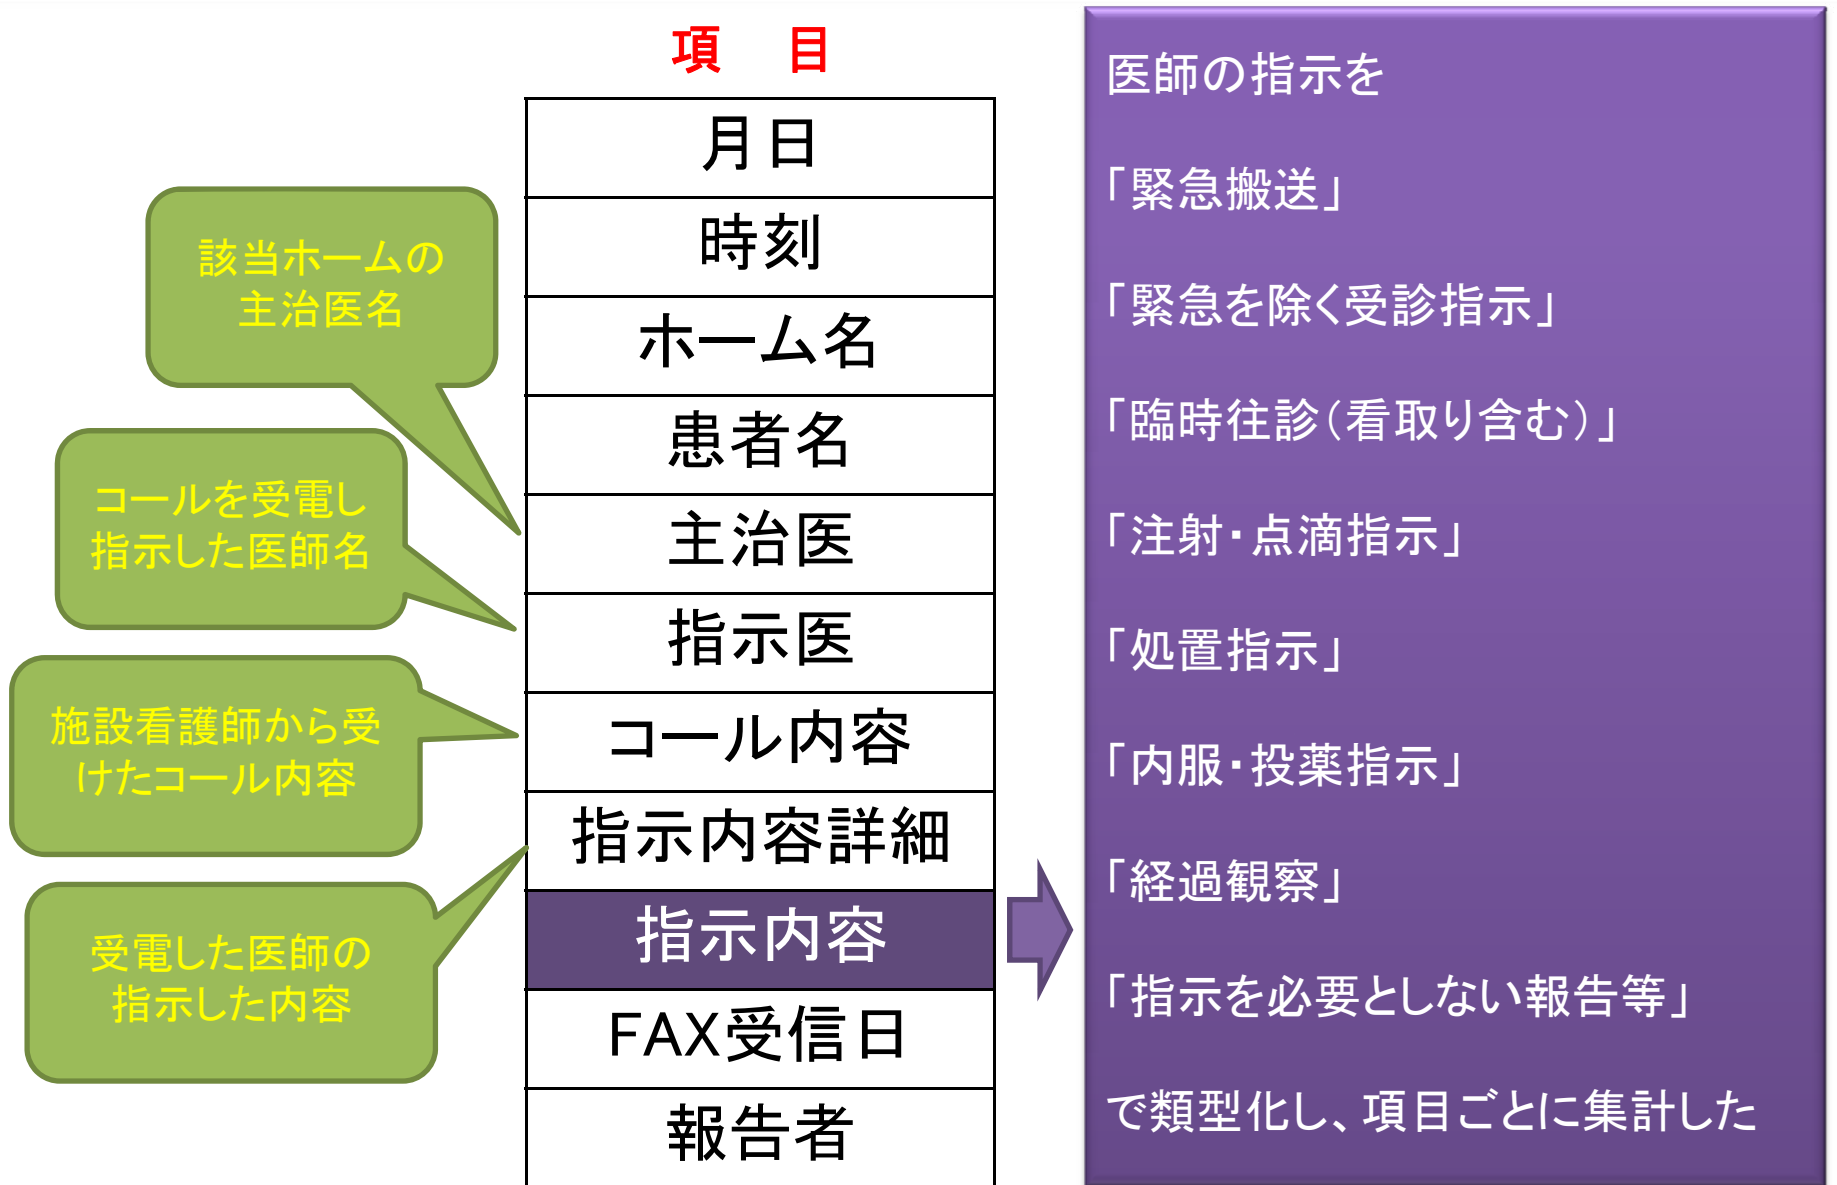 項 目
月日
時刻
ホーム名
患者名
主治医
指示医
コール内容
指示内容詳細
指示内容
FAX受信日
報告者
該当ホームの
主治医名
コールを受電し
指示した医師名
施設看護師から受
けたコール内容
受電した医師の
指示した内容
医師の指示を
「緊急搬送」
「緊急を除く受診指示」
「臨時往診(看取り含む)」
「注射・点滴指示」
「処置指示」
「内服・投薬指示」
「経過観察」
「指示を必要としない報告等」
で類型化し、項目ごとに集計した